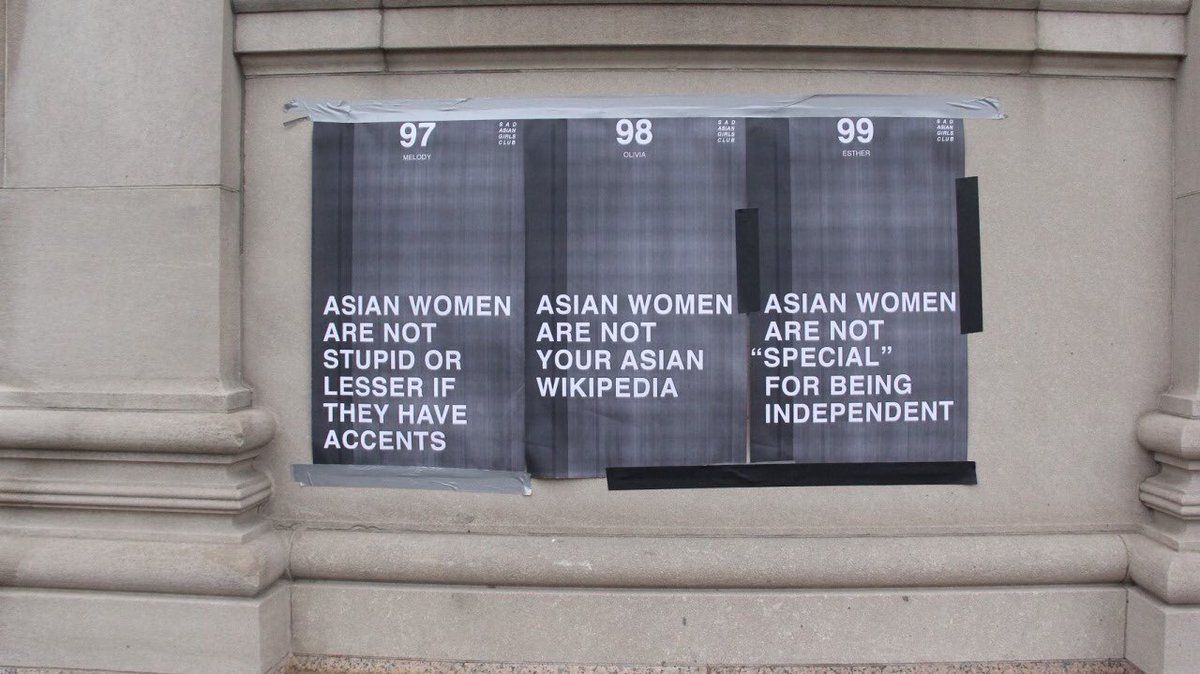 97
MELODY
SAD
ASIAN
GIRLS
CLUB
ASIAN WOMEN
ARE NOT
STUPID OR
LESSER IF
THEY HAVE
ACCENTS
98
OLIVIA
SAD
ASIAN
GIRLS
CLUB
ASIAN WOMEN
ARE NOT
YOUR ASIAN
WIKIPEDIA
99
ESTHER
SAD
ASIAN
GIRLS
CLUB
ASIAN WOMEN
ARE NOT
“SPECIAL”
FOR BEING
INDEPENDENT